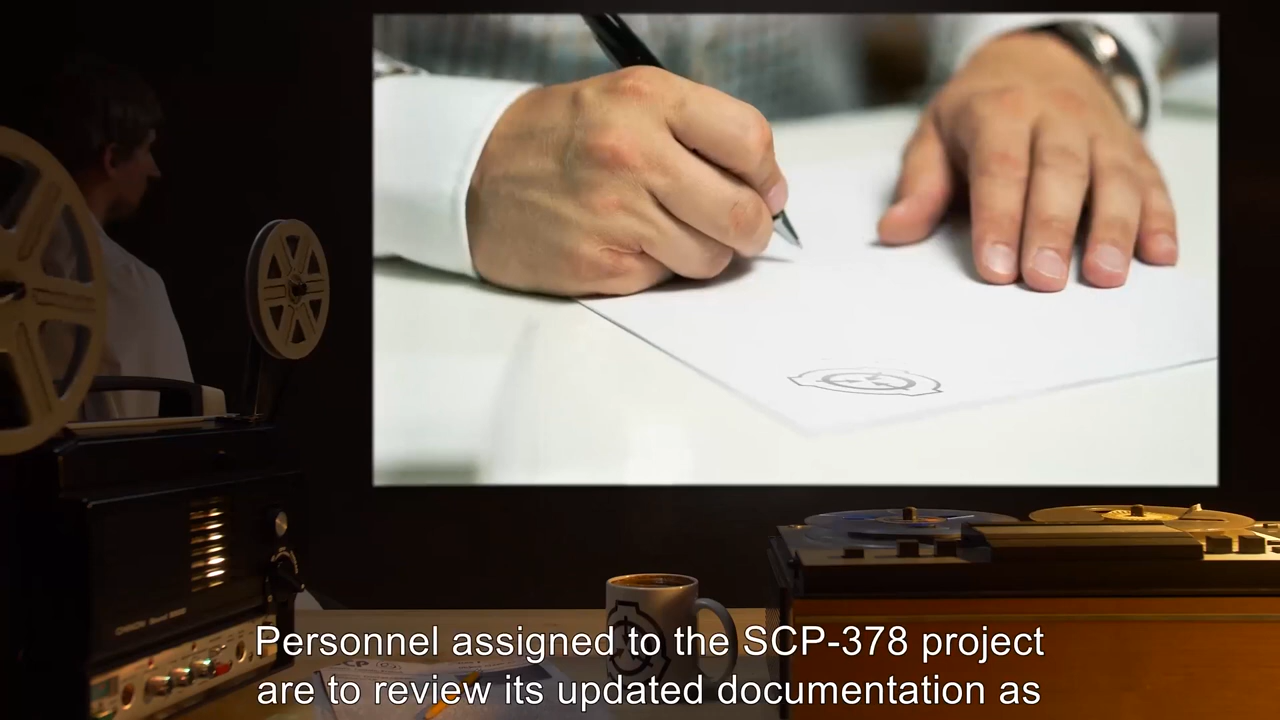 Personnel assigned to the SCP-378 project
are to review its updated documentation as